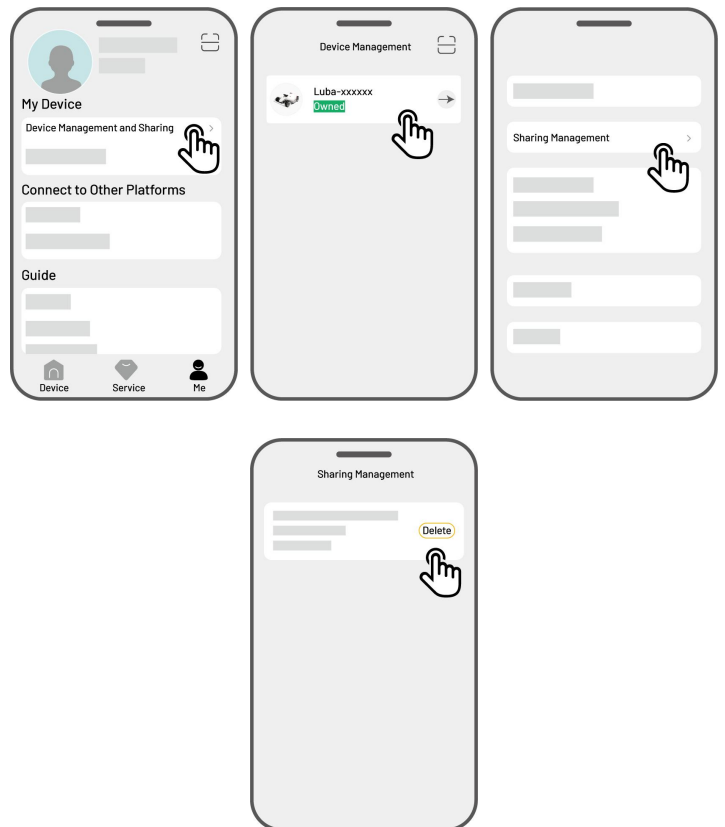 My Device
Device Management and Sharing
Connect to Other Platforms
Guide
Device
Service
Me
Device Management
Luba-xxxxxx
Owned
Sharing Management
Sharing Management
Delete